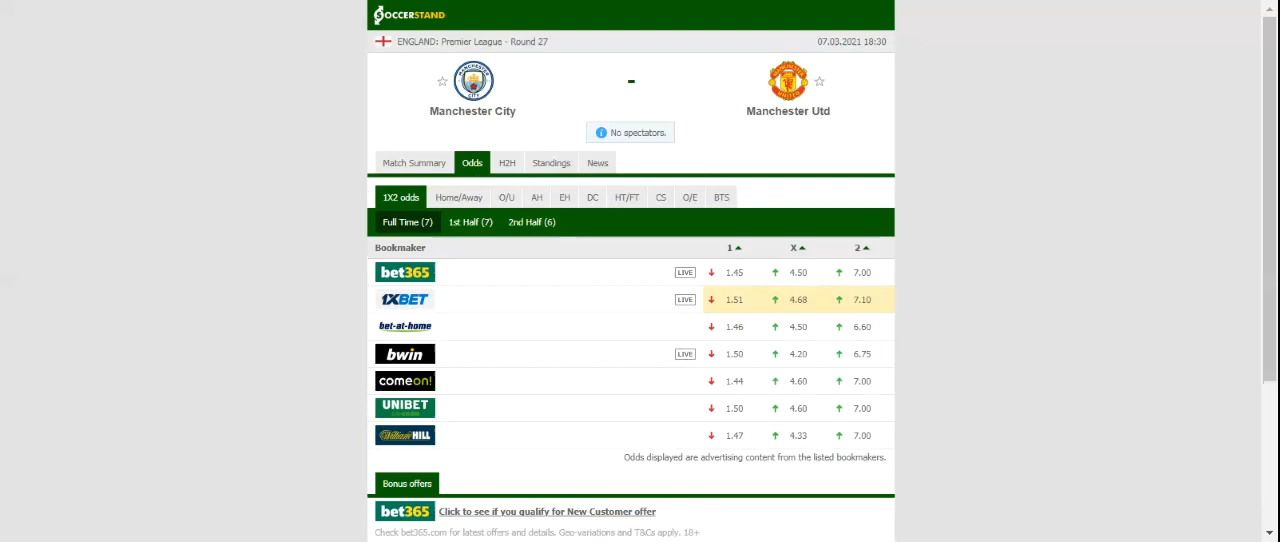 SOCCERSTAND
ENGLAND: Premier League - Round 27 07.03.2021 18:30
MANCHESTER CITY MANCHESTER UNITED
-
Manchester City Manchester Utd
i No spectators.
Match Summary Odds H2H Standings News
1X2 odds Home/Away O/U AH EH DC HT/FT CS O/E BTS
Full Time (7) 1st Half (7) 2nd Half (6)
Bookmaker 1 X 2
bet365 LIVE 1.45 4.50 7.00
1XBET LIVE 1.51 4.68 7.10
bet-at-home 1.46 4.50 6.60
bwin LIVE 1.50 4.20 6.75
comeon! 1.44 4.60 7.00
UNIBET 1.50 4.60 7.00
William HILL 1.47 4.33 7.00
Odds displayed are advertising content from the listed bookmakers.
Bonus offers
bet365 Click to see if you qualify for New Customer offer
Check bet365.com for latest offers and details. Geo-variations and T&Cs apply. 18+